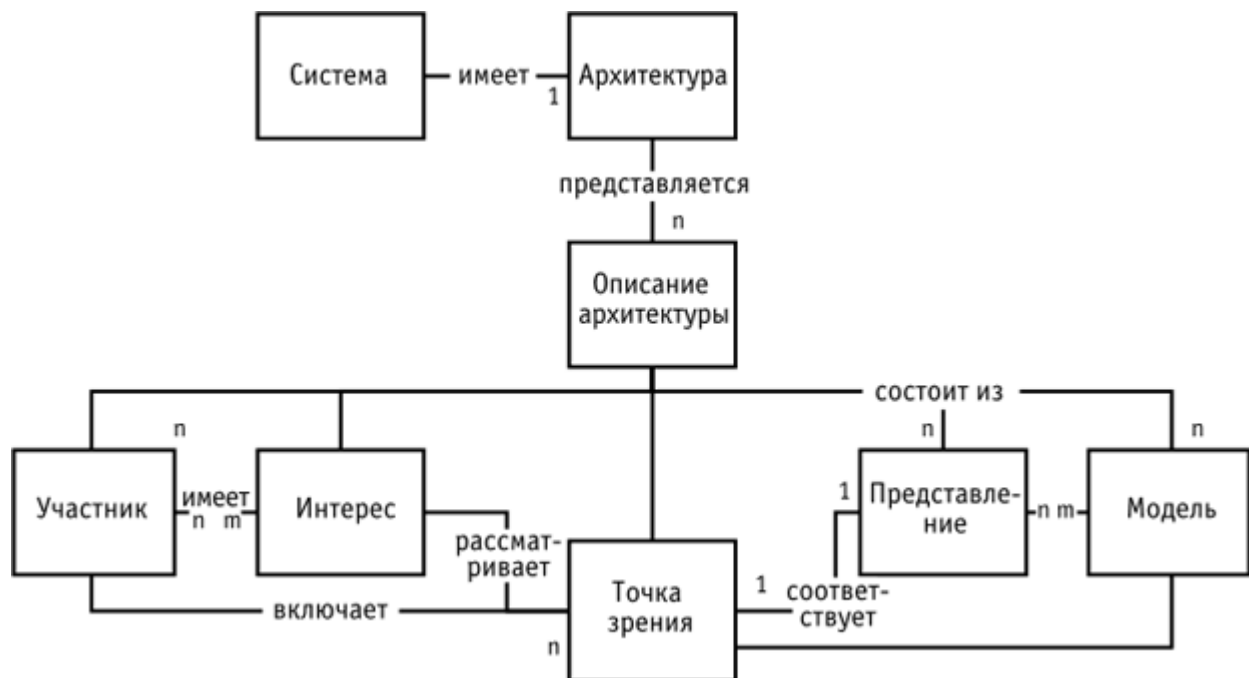 Система имеет Архитектура
1
представляется
n
Описание
архитектуры
состоит из
n n n
Участник
имеет
n m
Интерес
1
Представле-
ние
n m
Модель
рассмат-
ривает
включает
n
Точка
зрения
1
соответ-
ствует